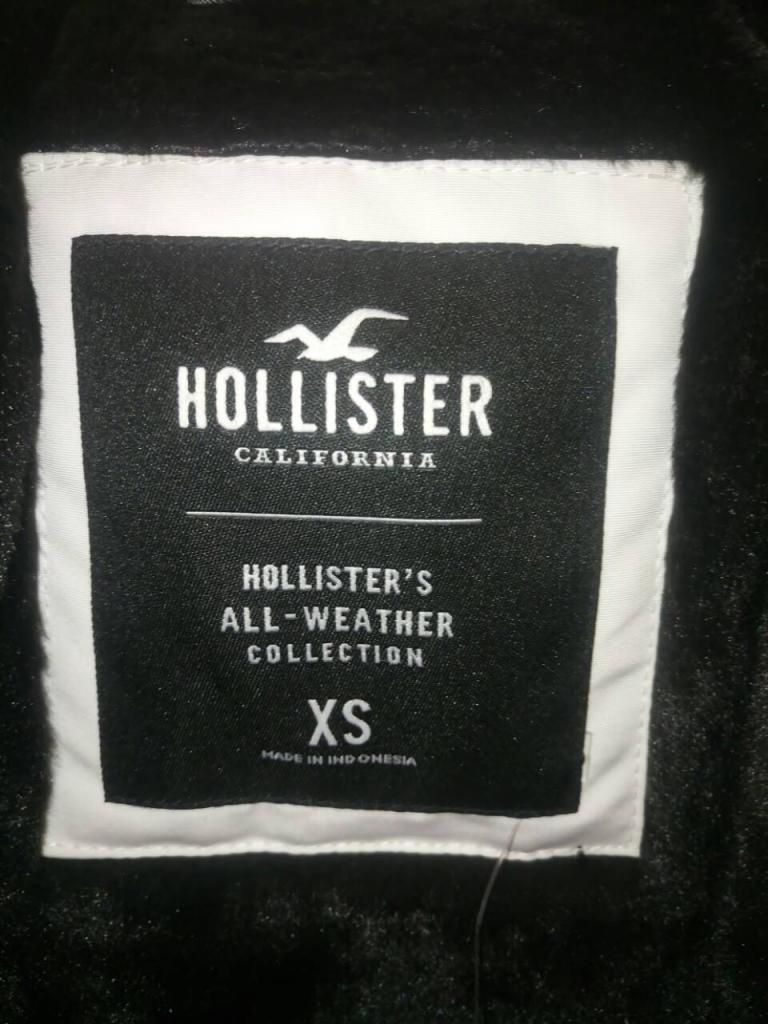 HOLLISTER
CALIFORNIA
HOLLISTER'S
ALL-WEATHER
COLLECTION
XS
MADE IN INDONESIA